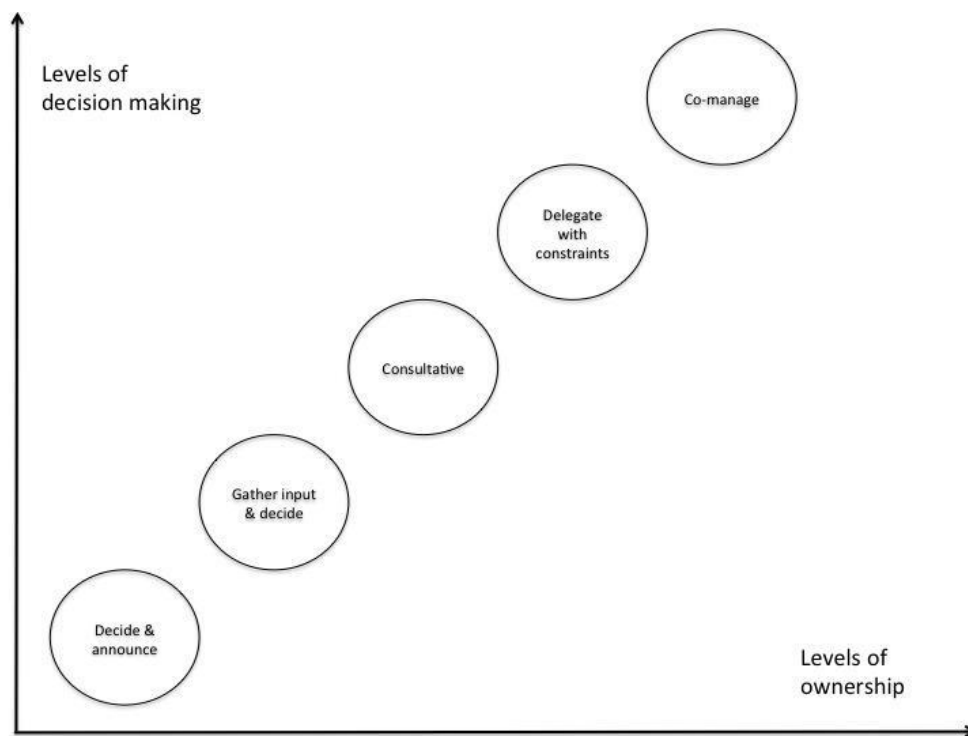 Levels of
decision making
Co-manage
Delegate
with
constraints
Consultative
Gather input
& decide
Decide &
announce
Levels of
ownership